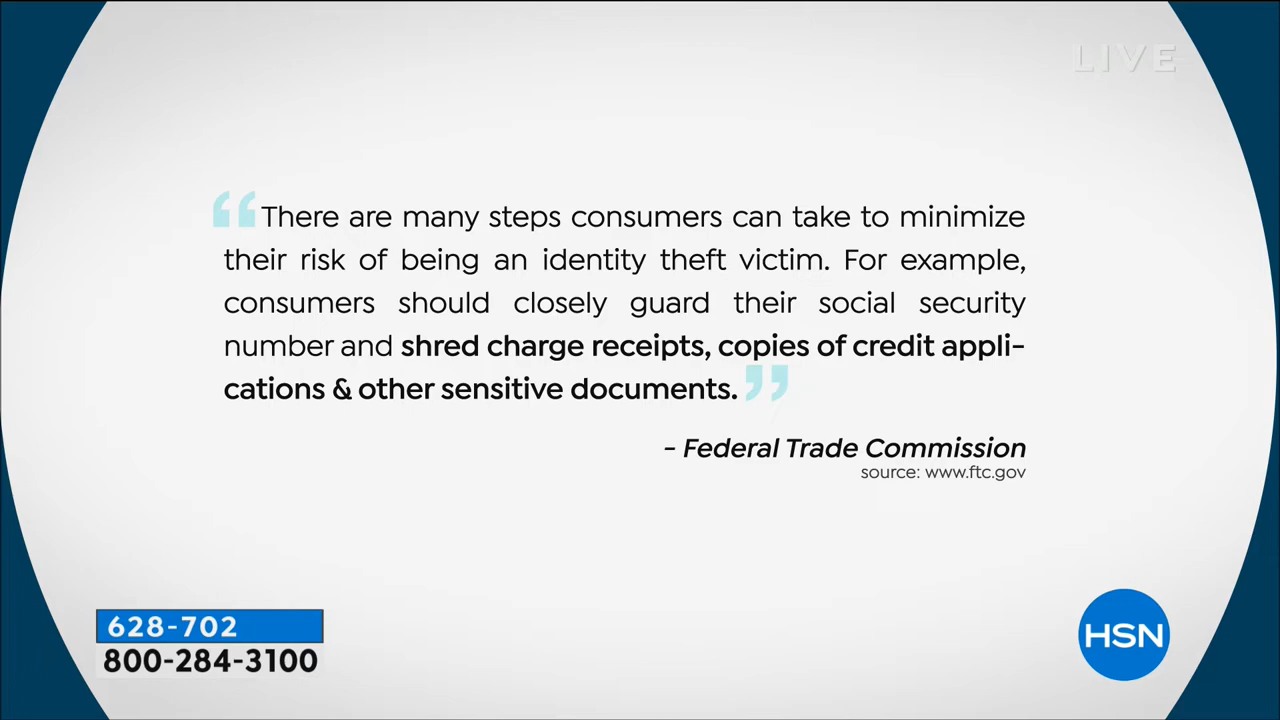 LIVE
“There are many steps consumers can take to minimize
their risk of being an identity theft victim. For example,
consumers should closely guard their social security
number and shred charge receipts, copies of credit appli-
cations & other sensitive documents.”
- Federal Trade Commission
source: www.ftc.gov
628-702
800-284-3100
HSN